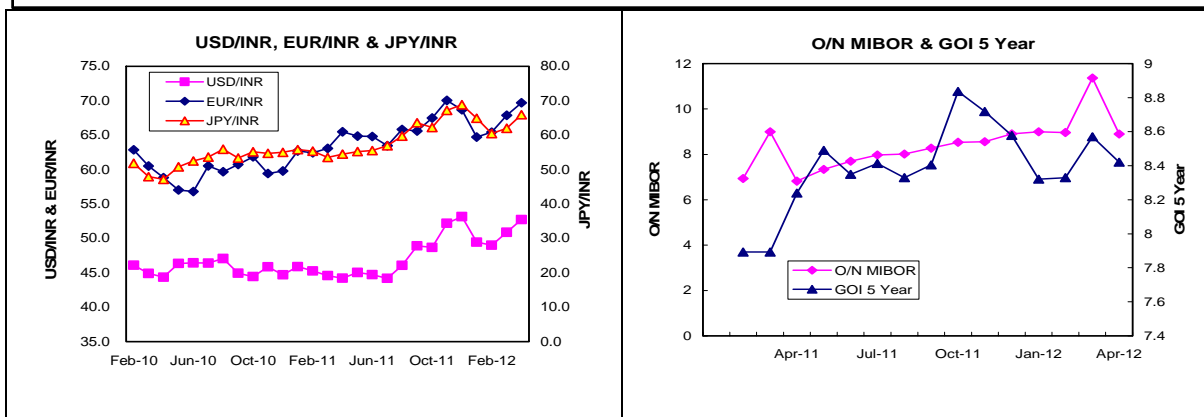 USD/INR, EUR/INR & JPY/INR
75.0
70.0
65.0
60.0
55.0
50.0
45.0
40.0
35.0
USD/INR & EUR/INR
USD/INR
EUR/INR
JPY/INR
80.0
70.0
60.0
50.0
40.0
30.0
20.0
10.0
0.0
JPY/INR
Feb-10 Jun-10 Oct-10 Feb-11 Jun-11 Oct-11 Feb-12
O/N MIBOR & GOI 5 Year
12
10
8
6
4
2
0
O/N MIBOR
O/N MIBOR
GOI 5 Year
9
8.8
8.6
8.4
8.2
8
7.8
7.6
7.4
GOI 5 Year
Apr-11 Jul-11 Oct-11 Jan-12 Apr-12